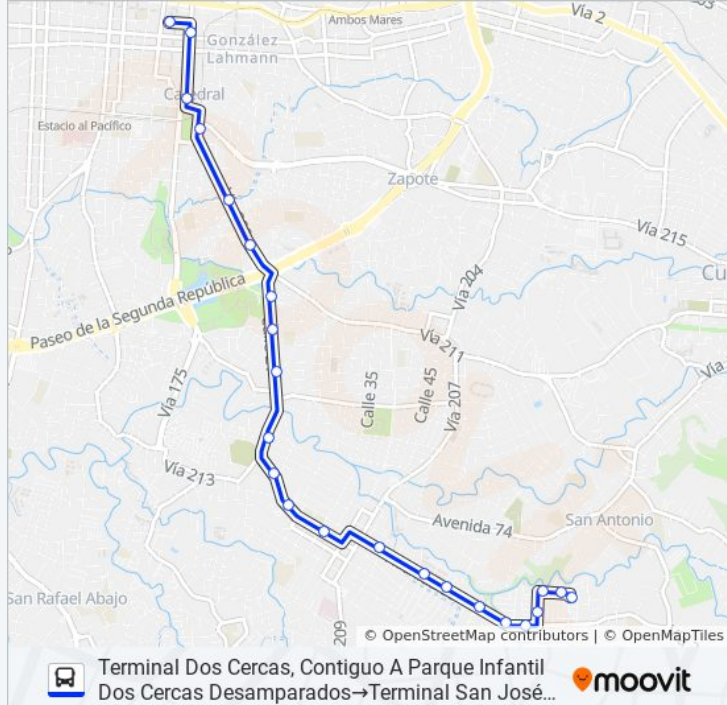 Ambos Mares
Vía 2
González
Lahmann
Catedral
Estacio al Pacífico
Zapote
Vía 215
Cu
Vía 204
Paseo de la Segunda República
Vía 211
Vía
Vía 175
Calle 35
Calle 45
Vía 207
Vía 213
Avenida 74
San Antonio
San Rafael Abajo
209
© OpenStreetMap contributors | © OpenMapTiles
Terminal Dos Cercas, Contiguo A Parque Infantil
Dos Cercas Desamparados→Terminal San José…
moovit